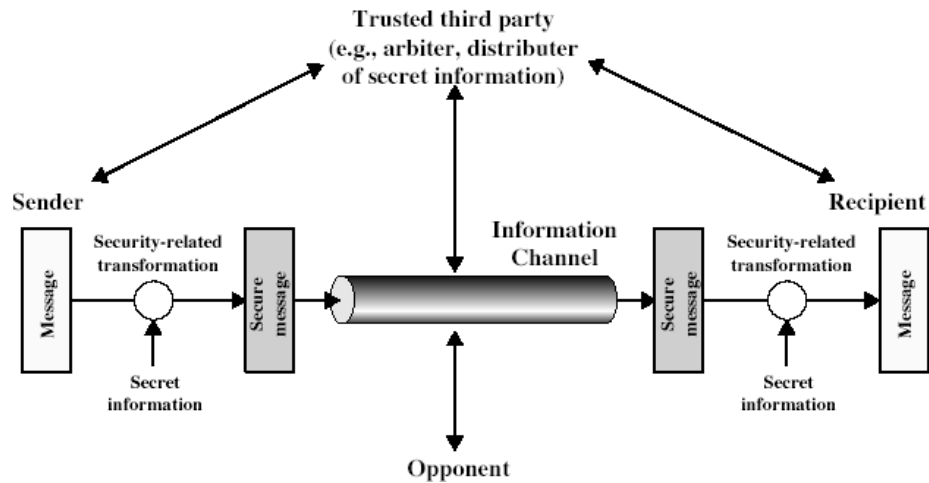 Trusted third party
(e.g., arbiter, distributer
of secret information)
Sender
Recipient
Information
Channel
Security-related
transformation
Security-related
transformation
Message
Secure
message
Secure
message
Message
Secret
information
Secret
information
Opponent